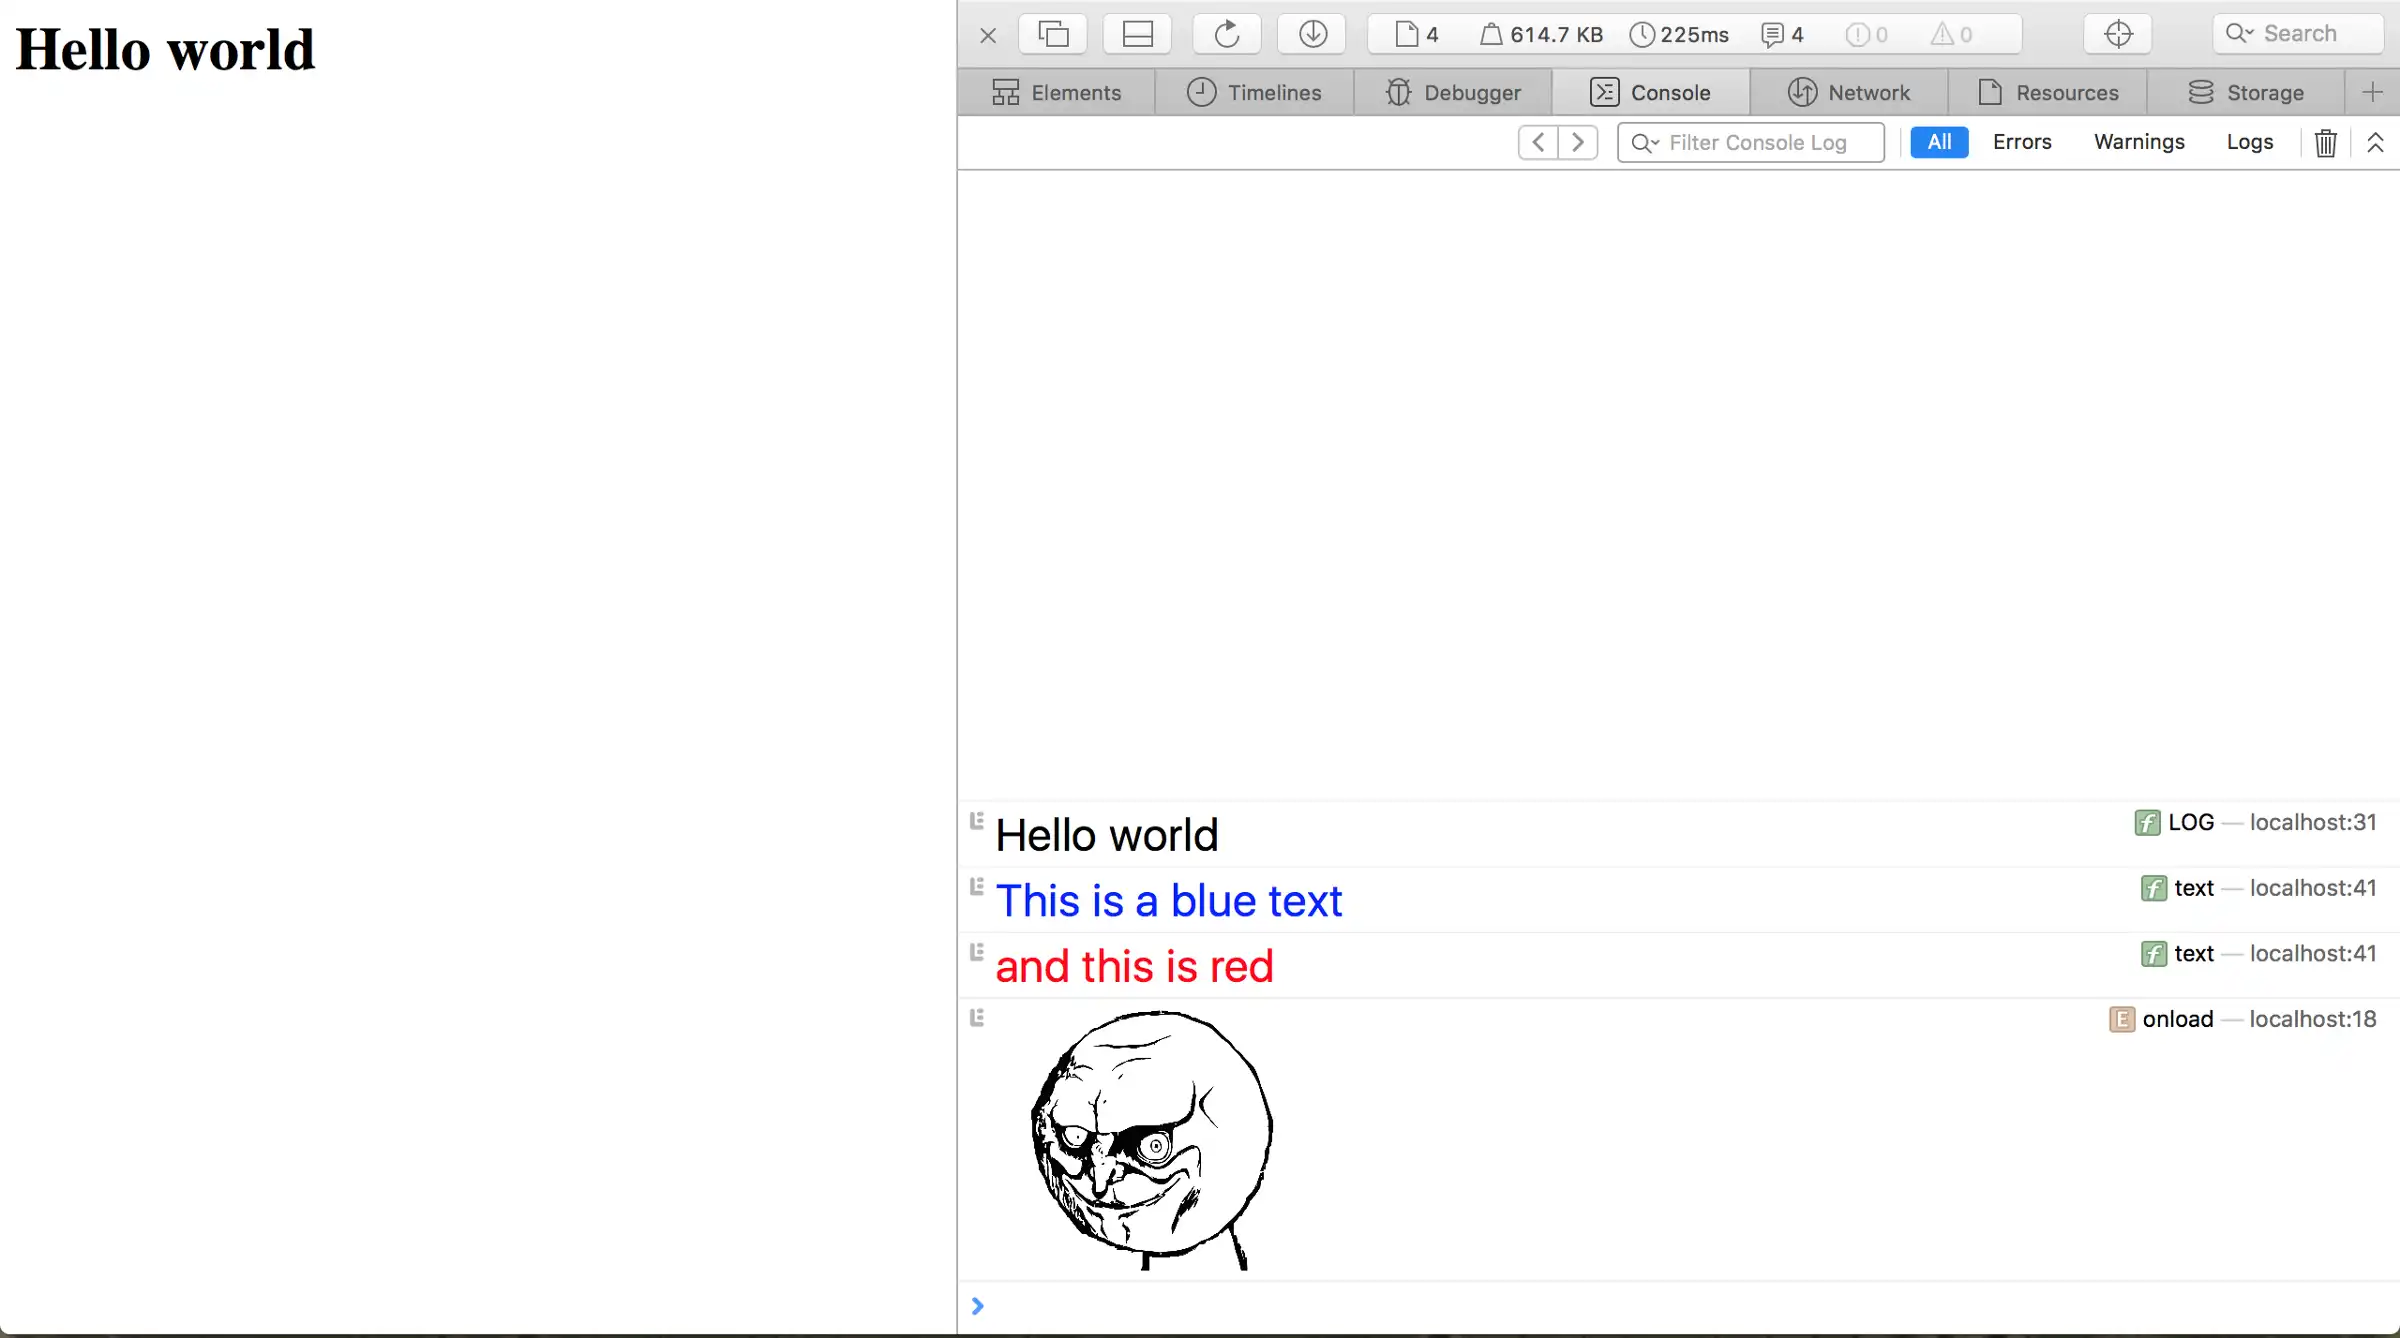 Hello world
4 614.7 KB 225ms 4 0 0 Search
Elements Timelines Debugger Console Network Resources Storage
Filter Console Log All Errors Warnings Logs
Hello world f LOG — localhost:31
This is a blue text f text — localhost:41
and this is red f text — localhost:41
E onload — localhost:18